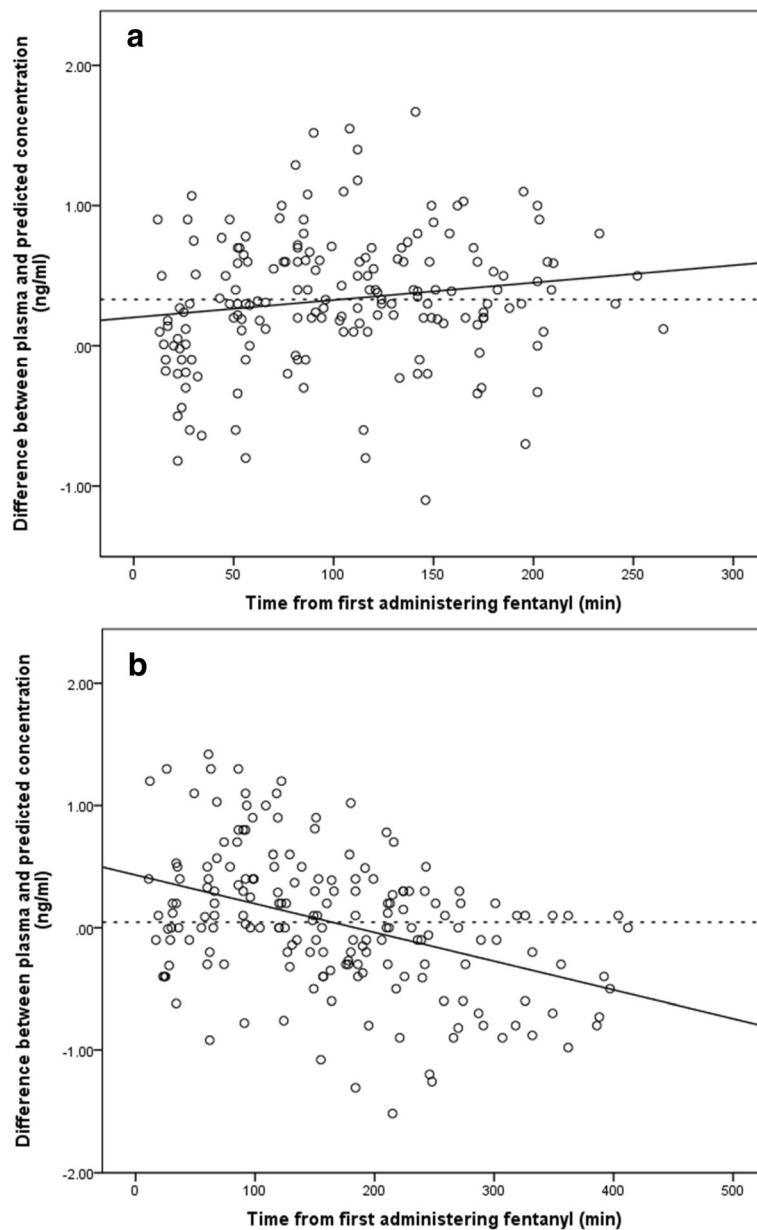 a
2.00
1.00
.00
-1.00
Difference between plasma and predicted concentration
(ng/ml)
0 50 100 150 200 250 300
Time from first administering fentanyl (min)
b
2.00
1.00
.00
-1.00
-2.00
Difference between plasma and predicted concentration
(ng/ml)
0 100 200 300 400 500
Time from first administering fentanyl (min)